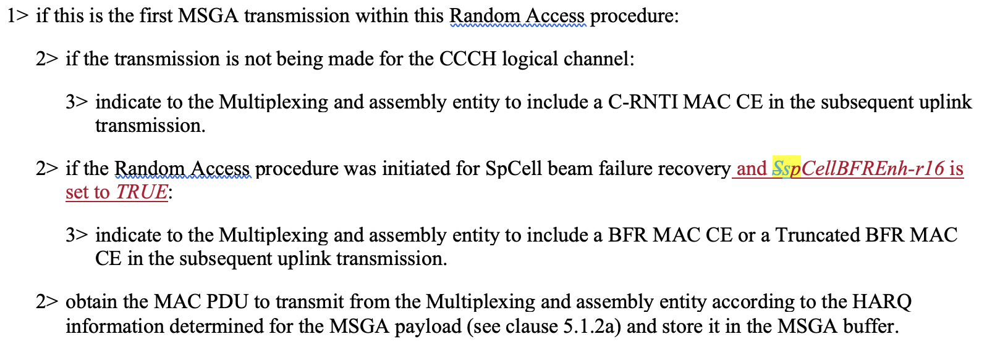 1> if this is the first MSGA transmission within this Random Access procedure:
2> if the transmission is not being made for the CCCH logical channel:
3> indicate to the Multiplexing and assembly entity to include a C-RNTI MAC CE in the subsequent uplink
transmission.
2> if the Random Access procedure was initiated for SpCell beam failure recovery and SspCellBFREnh-r16 is
set to TRUE:
3> indicate to the Multiplexing and assembly entity to include a BFR MAC CE or a Truncated BFR MAC
CE in the subsequent uplink transmission.
2> obtain the MAC PDU to transmit from the Multiplexing and assembly entity according to the HARQ
information determined for the MSGA payload (see clause 5.1.2a) and store it in the MSGA buffer.